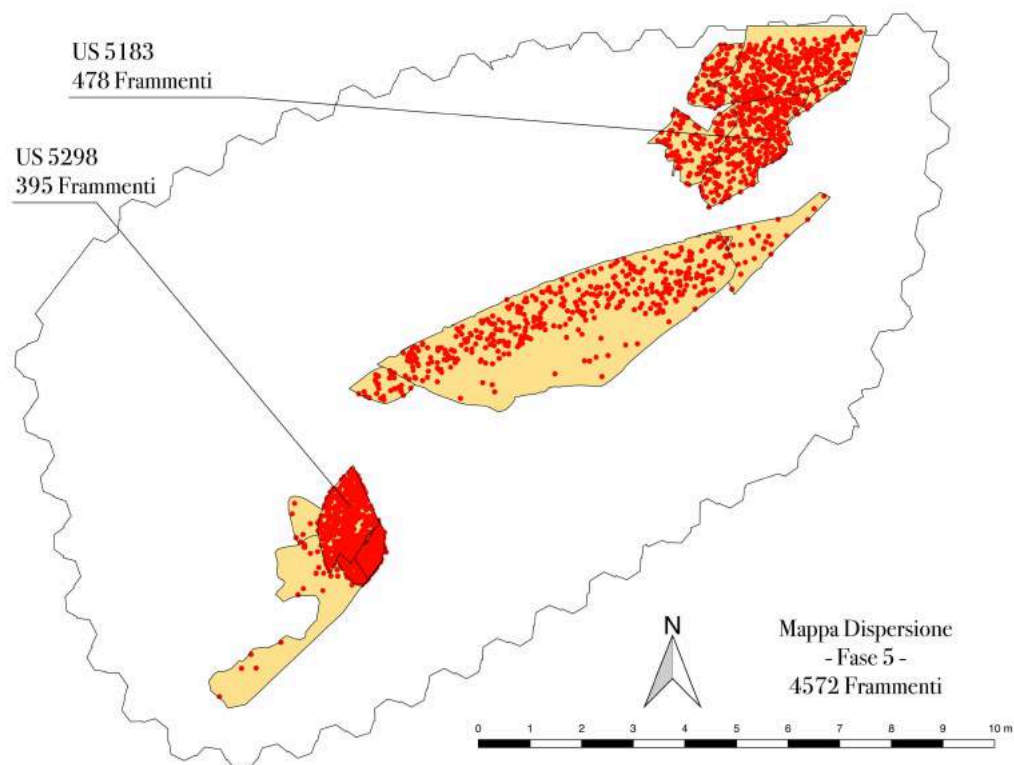 US 5183
478 Frammenti
US 5298
395 Frammenti
N
Mappa Dispersione
- Fase 5 -
4572 Frammenti
0 1 2 3 4 5 6 7 8 9 10 m